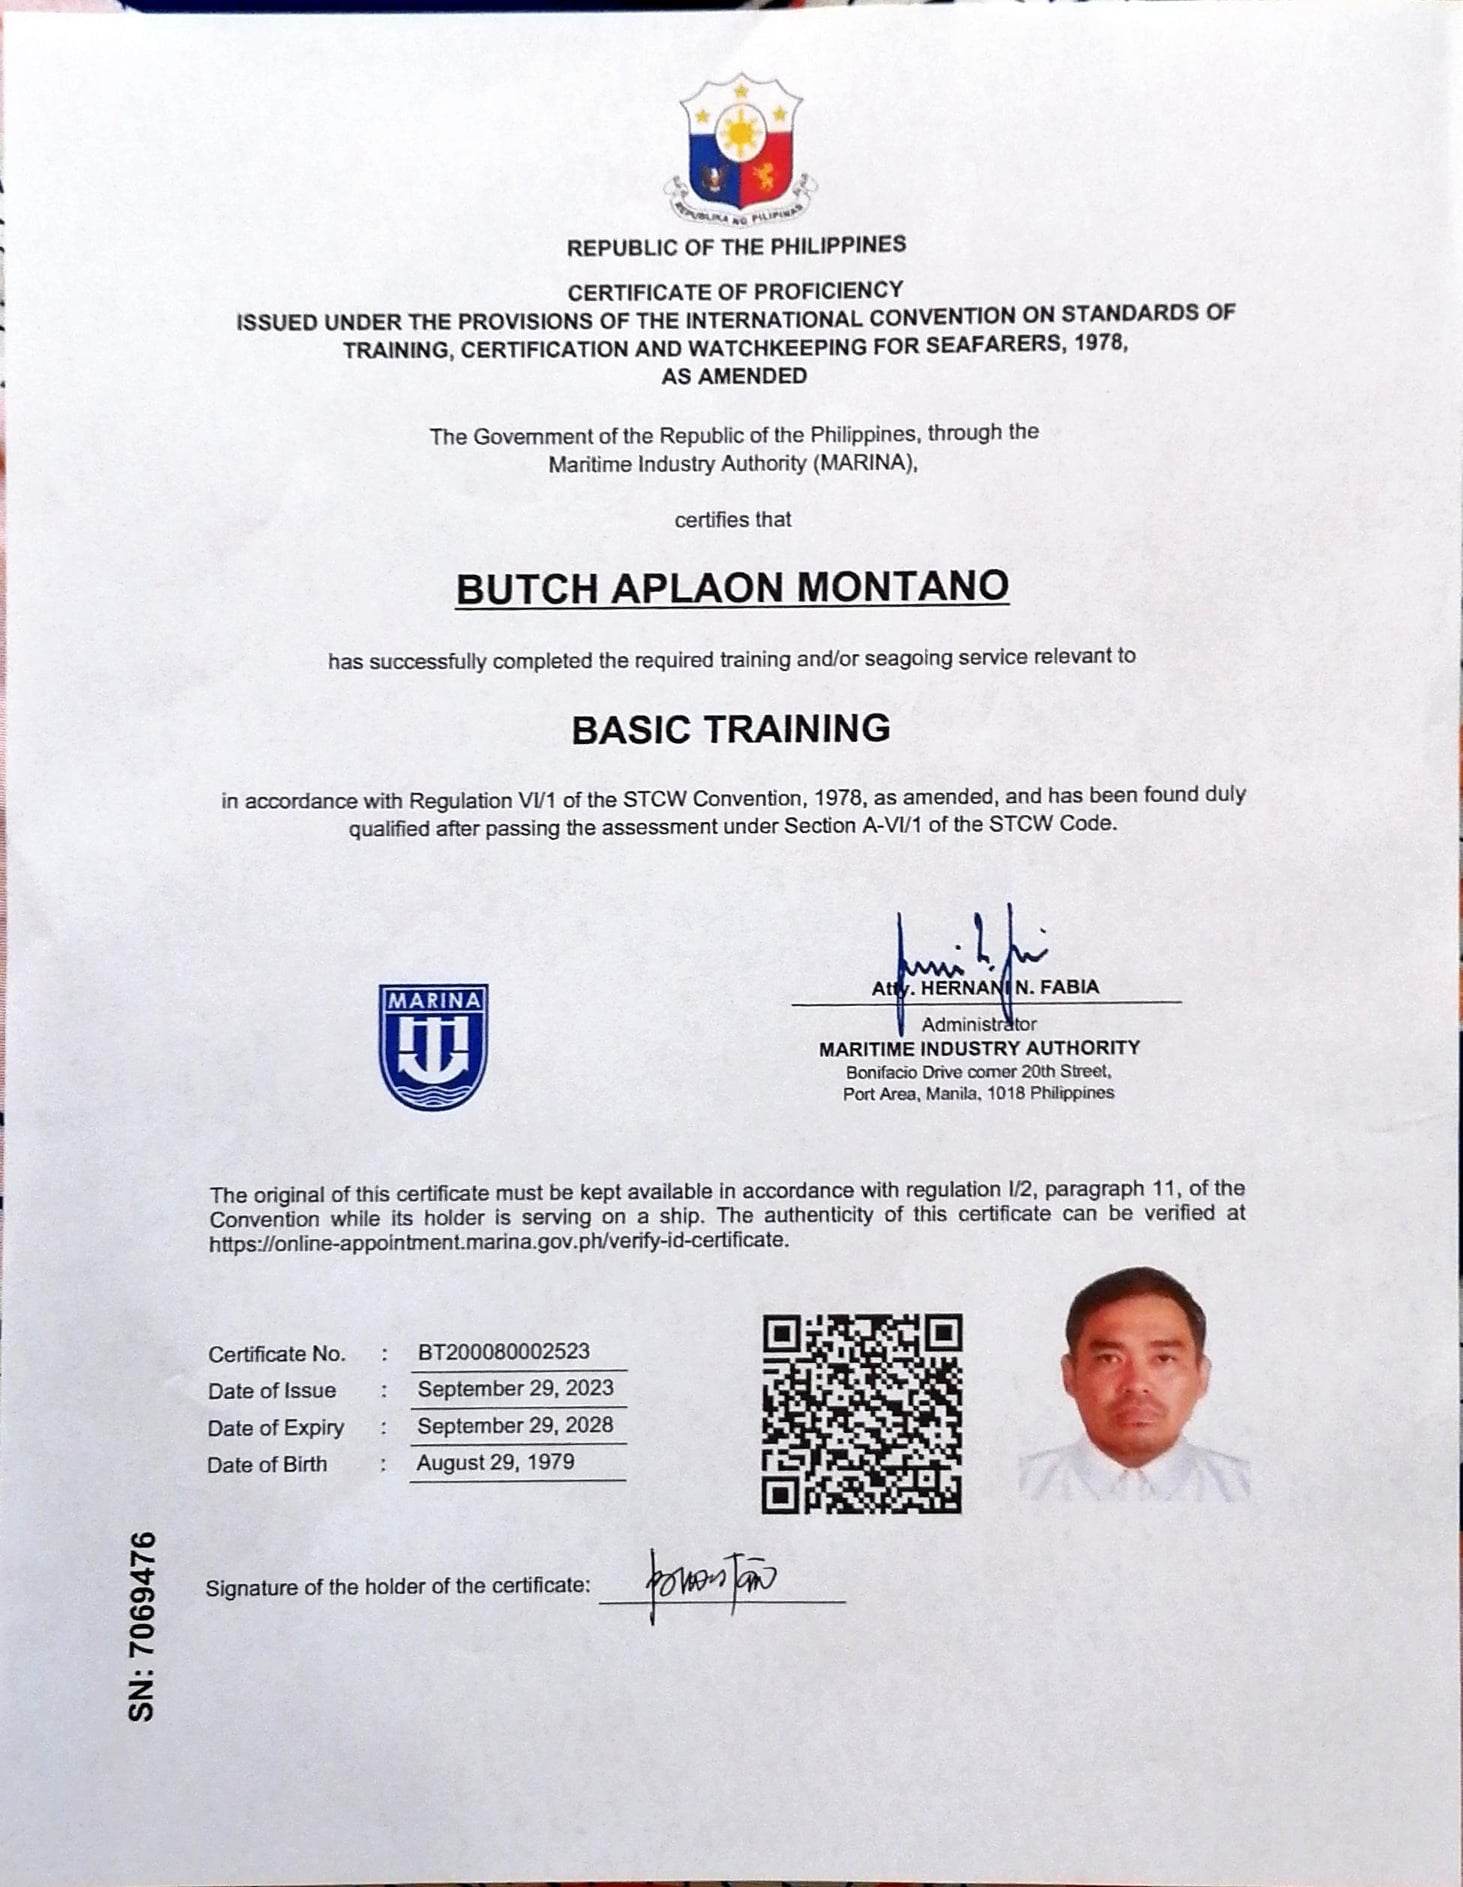 REPUBLIKA NG PILIPINAS
REPUBLIC OF THE PHILIPPINES
CERTIFICATE OF PROFICIENCY
ISSUED UNDER THE PROVISIONS OF THE INTERNATIONAL CONVENTION ON STANDARDS OF
TRAINING, CERTIFICATION AND WATCHKEEPING FOR SEAFARERS, 1978,
AS AMENDED
The Government of the Republic of the Philippines, through the
Maritime Industry Authority (MARINA),
certifies that
BUTCH APLAON MONTANO
has successfully completed the required training and/or seagoing service relevant to
BASIC TRAINING
in accordance with Regulation VI/1 of the STCW Convention, 1978, as amended, and has been found duly
qualified after passing the assessment under Section A-VI/1 of the STCW Code.
MARINA
Atty. HERNANI N. FABIA
Administrator
MARITIME INDUSTRY AUTHORITY
Bonifacio Drive corner 20th Street,
Port Area, Manila, 1018 Philippines
The original of this certificate must be kept available in accordance with regulation I/2, paragraph 11, of the
Convention while its holder is serving on a ship. The authenticity of this certificate can be verified at
https://online-appointment.marina.gov.ph/verify-id-certificate.
Certificate No. : BT200080002523
Date of Issue : September 29, 2023
Date of Expiry : September 29, 2028
Date of Birth : August 29, 1979
Signature of the holder of the certificate:
SN: 7069476